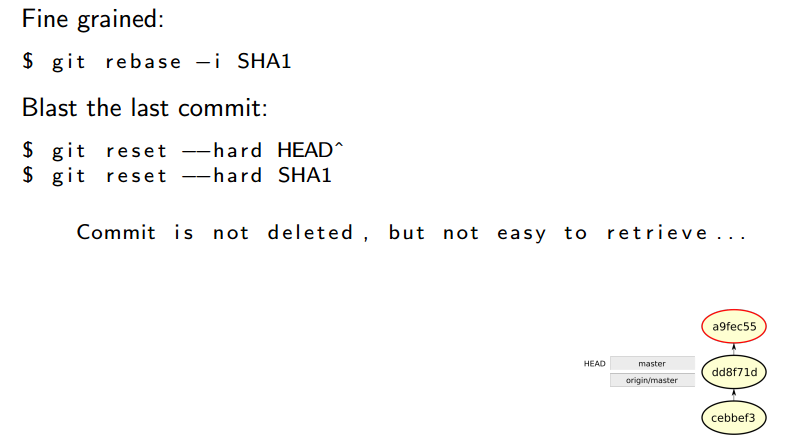 Fine grained:
$ git rebase −i SHA1
Blast the last commit:
$ git reset −−hard HEAD^
$ git reset −−hard SHA1
Commit is not deleted, but not easy to retrieve...
a9fec55
HEAD master
dd8f71d
origin/master
cebbef3